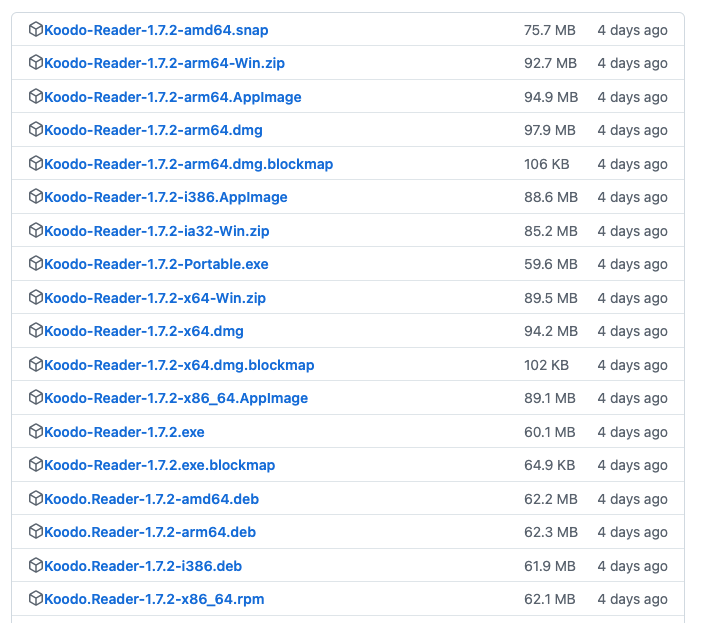 Koodo-Reader-1.7.2-amd64.snap 75.7 MB 4 days ago
Koodo-Reader-1.7.2-arm64-Win.zip 92.7 MB 4 days ago
Koodo-Reader-1.7.2-arm64.AppImage 94.9 MB 4 days ago
Koodo-Reader-1.7.2-arm64.dmg 97.9 MB 4 days ago
Koodo-Reader-1.7.2-arm64.dmg.blockmap 106 KB 4 days ago
Koodo-Reader-1.7.2-i386.AppImage 88.6 MB 4 days ago
Koodo-Reader-1.7.2-ia32-Win.zip 85.2 MB 4 days ago
Koodo-Reader-1.7.2-Portable.exe 59.6 MB 4 days ago
Koodo-Reader-1.7.2-x64-Win.zip 89.5 MB 4 days ago
Koodo-Reader-1.7.2-x64.dmg 94.2 MB 4 days ago
Koodo-Reader-1.7.2-x64.dmg.blockmap 102 KB 4 days ago
Koodo-Reader-1.7.2-x86_64.AppImage 89.1 MB 4 days ago
Koodo-Reader-1.7.2.exe 60.1 MB 4 days ago
Koodo-Reader-1.7.2.exe.blockmap 64.9 KB 4 days ago
Koodo.Reader-1.7.2-amd64.deb 62.2 MB 4 days ago
Koodo.Reader-1.7.2-arm64.deb 62.3 MB 4 days ago
Koodo.Reader-1.7.2-i386.deb 61.9 MB 4 days ago
Koodo.Reader-1.7.2-x86_64.rpm 62.1 MB 4 days ago